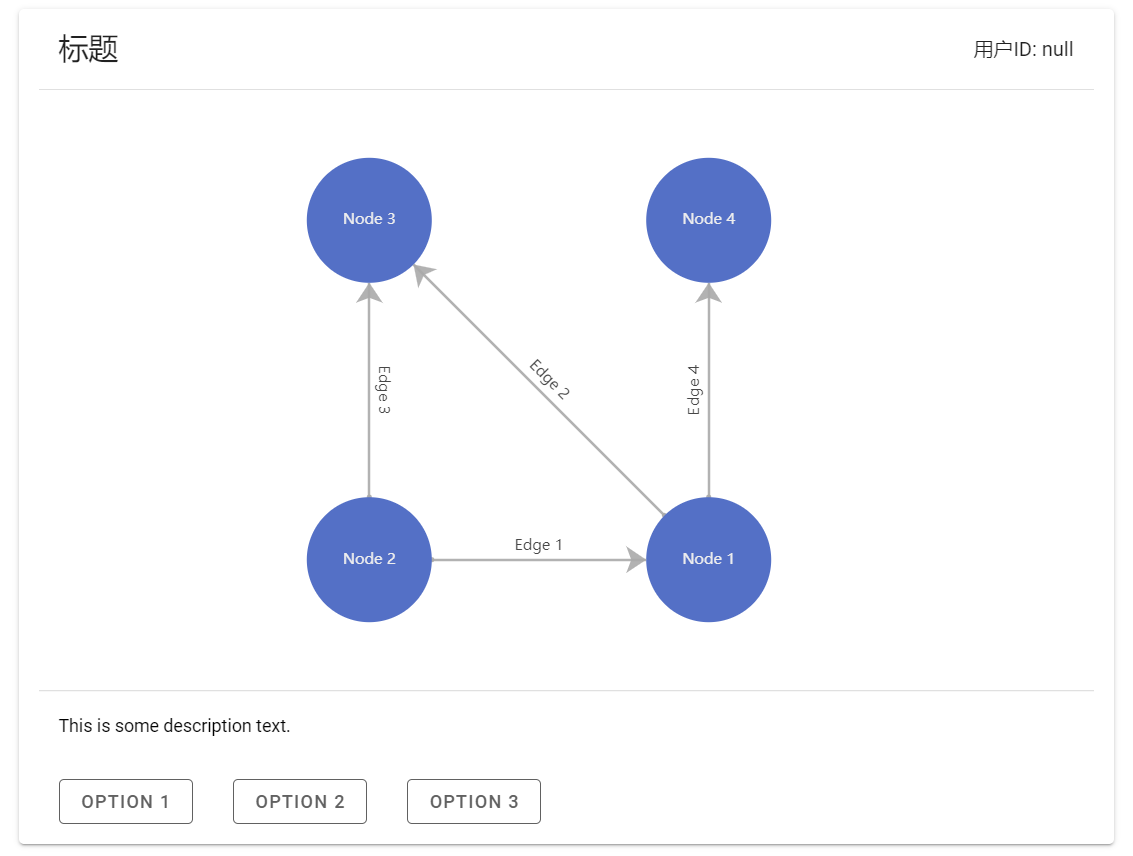 标题
用户ID: null
Node 3
Node 4
Edge 3
Edge 2
Edge 4
Node 2
Edge 1
Node 1
This is some description text.
OPTION 1
OPTION 2
OPTION 3